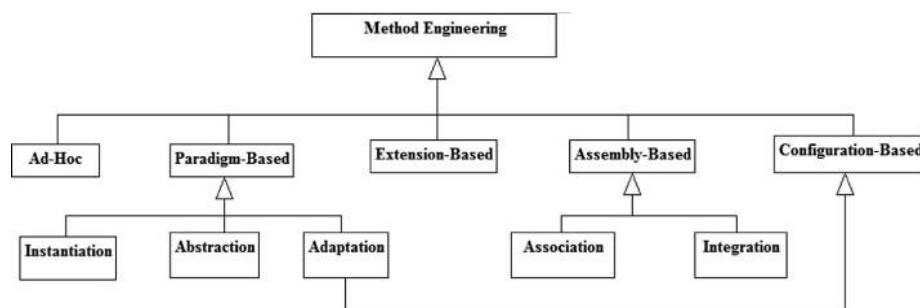 Method Engineering
Ad-Hoc
Paradigm-Based
Extension-Based
Assembly-Based
Configuration-Based
Instantiation
Abstraction
Adaptation
Association
Integration